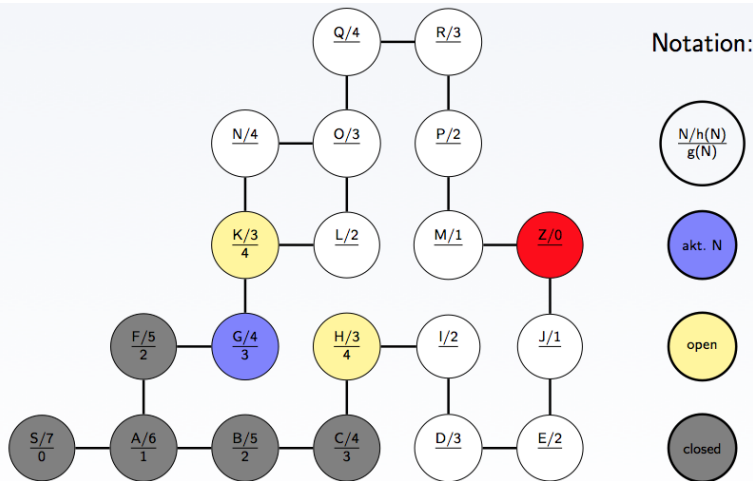 Q/4
R/3
Notation:
N/4
O/3
P/2
N/h(N)
g(N)
K/3
4
L/2
M/1
Z/0
akt. N
F/5
2
G/4
3
H/3
4
I/2
J/1
open
S/7
0
A/6
1
B/5
2
C/4
3
D/3
E/2
closed